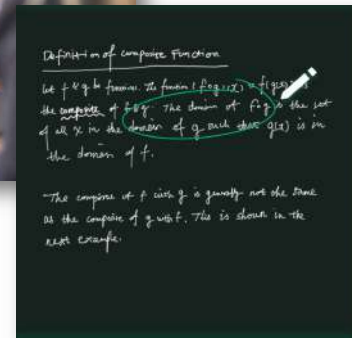 Definition of composite Function
Let f & g be functions. The function (fog)(x) = f(g(x)) is
the composite of f & g. The domain of fog is the set
of all x in the domain of g such that g(x) is in
the domain of f.
The composite of f with g is generally not the same
as the composite of g with f. This is shown in the
next example.